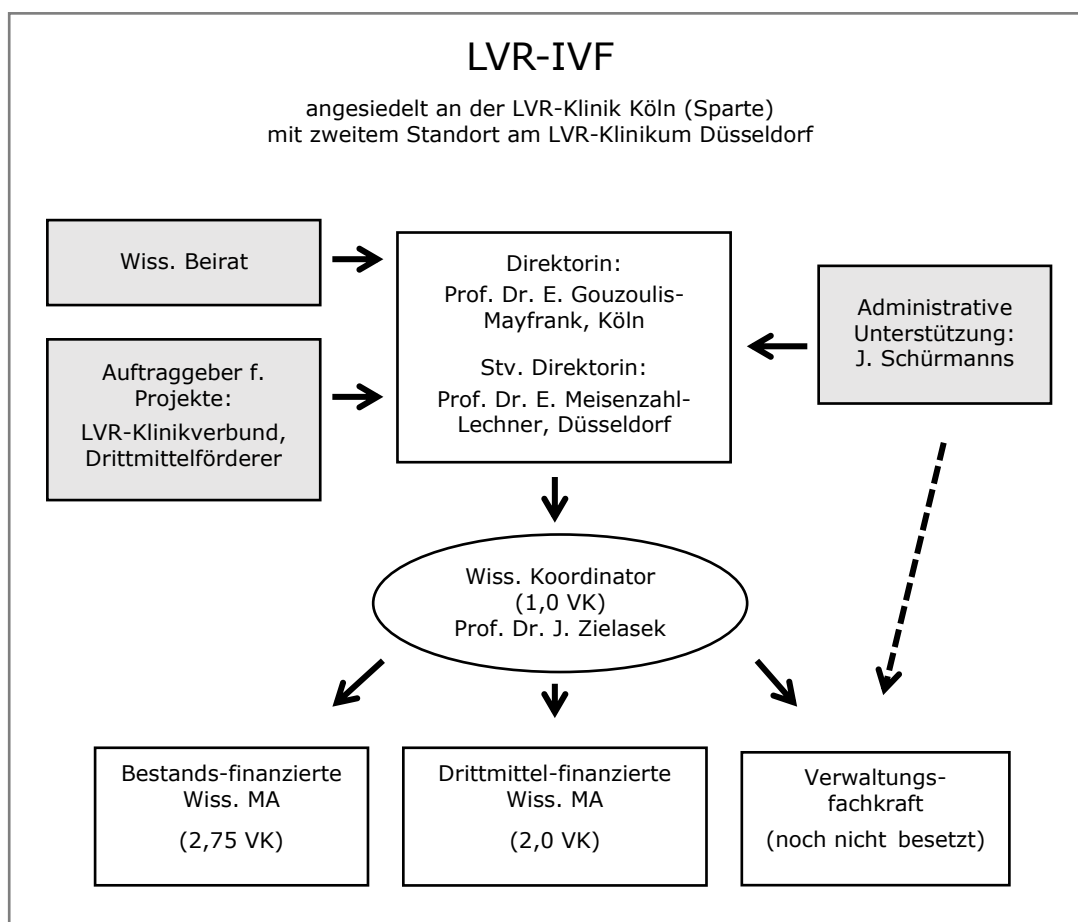 LVR-IVF
angesiedelt an der LVR-Klinik Köln (Sparte)
mit zweitem Standort am LVR-Klinikum Düsseldorf
Wiss. Beirat
Auftraggeber f.
Projekte:
LVR-Klinikverbund,
Drittmittelförderer
Direktorin:
Prof. Dr. E. Gouzoulis-
Mayfrank, Köln
Stv. Direktorin:
Prof. Dr. E. Meisenzahl-
Lechner, Düsseldorf
Administrative
Unterstützung:
J. Schürmanns
Wiss. Koordinator
(1,0 VK)
Prof. Dr. J. Zielasek
Bestands-finanzierte
Wiss. MA
(2,75 VK)
Drittmittel-finanzierte
Wiss. MA
(2,0 VK)
Verwaltungs-
fachkraft
(noch nicht besetzt)